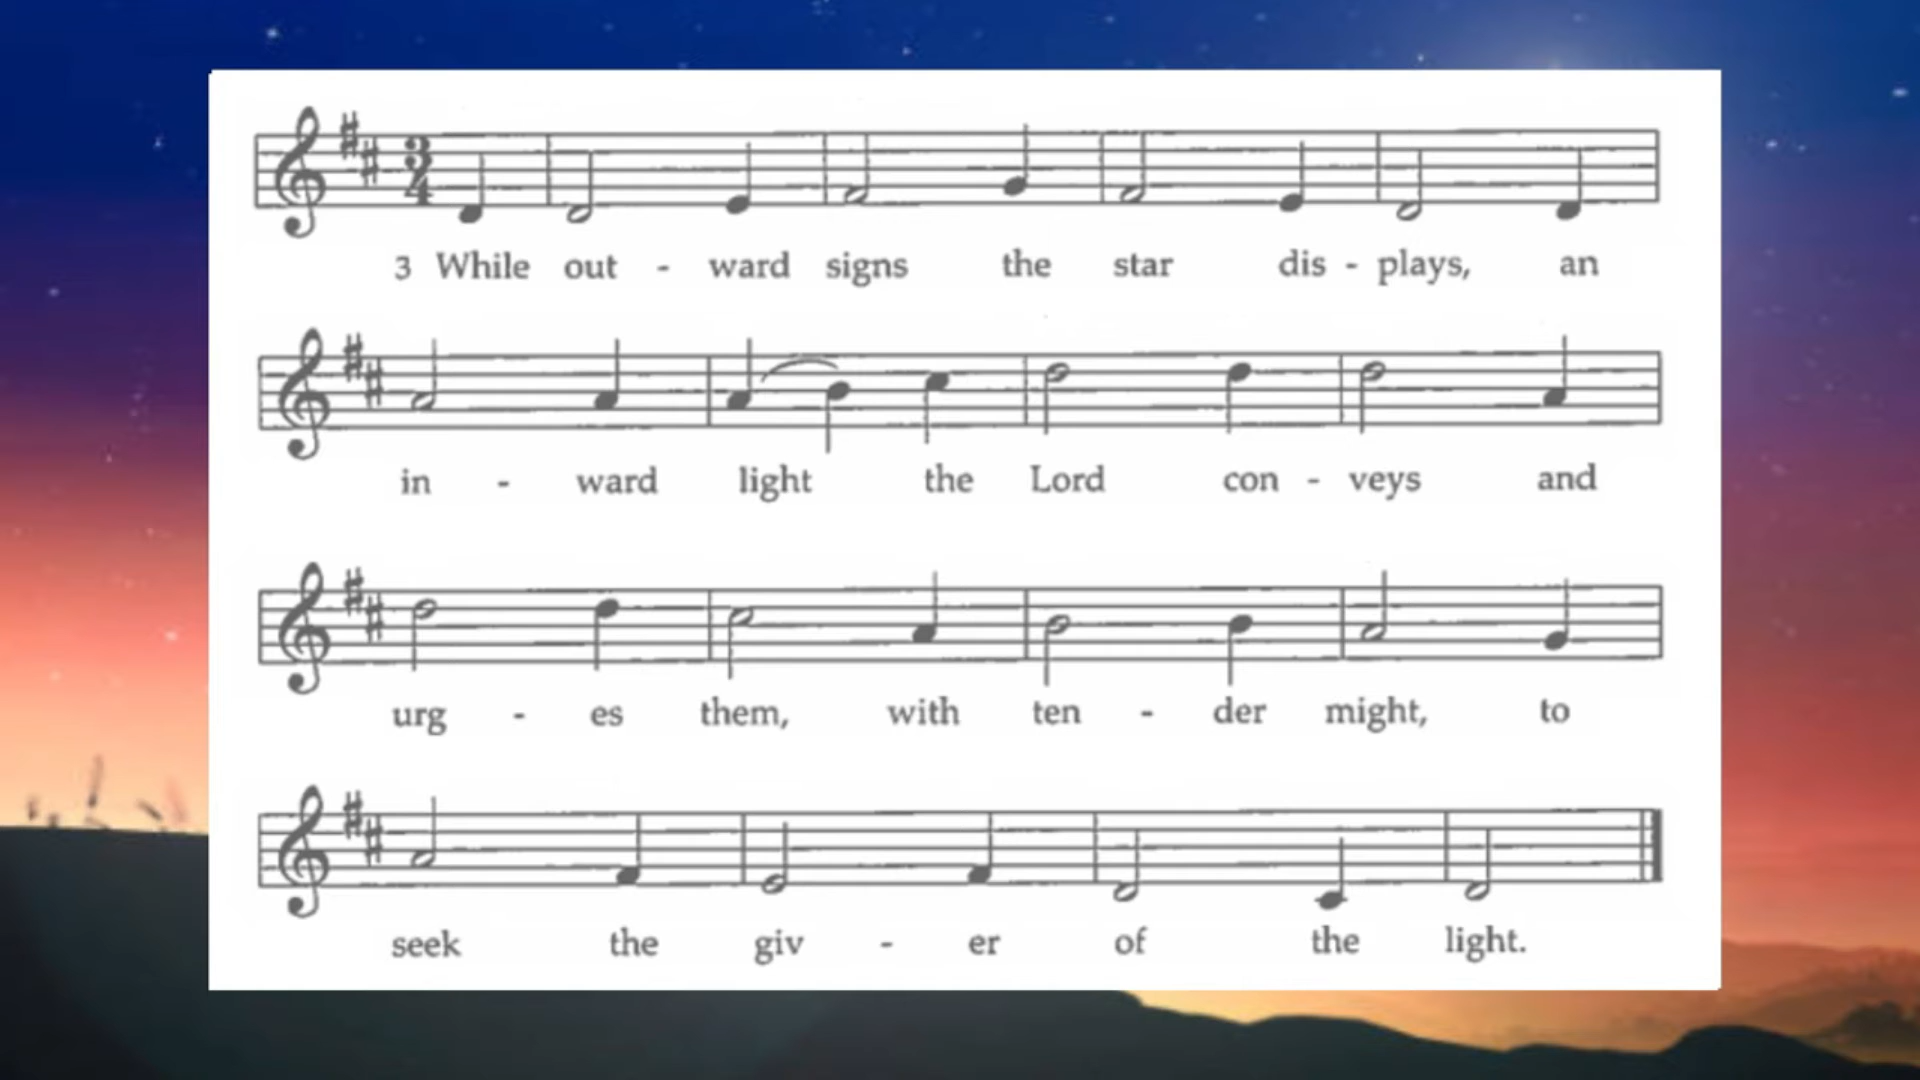 3 While out - ward signs the star dis - plays, an
in - ward light the Lord con - veys and
urg - es them, with ten - der might, to
seek the giv - er of the light.